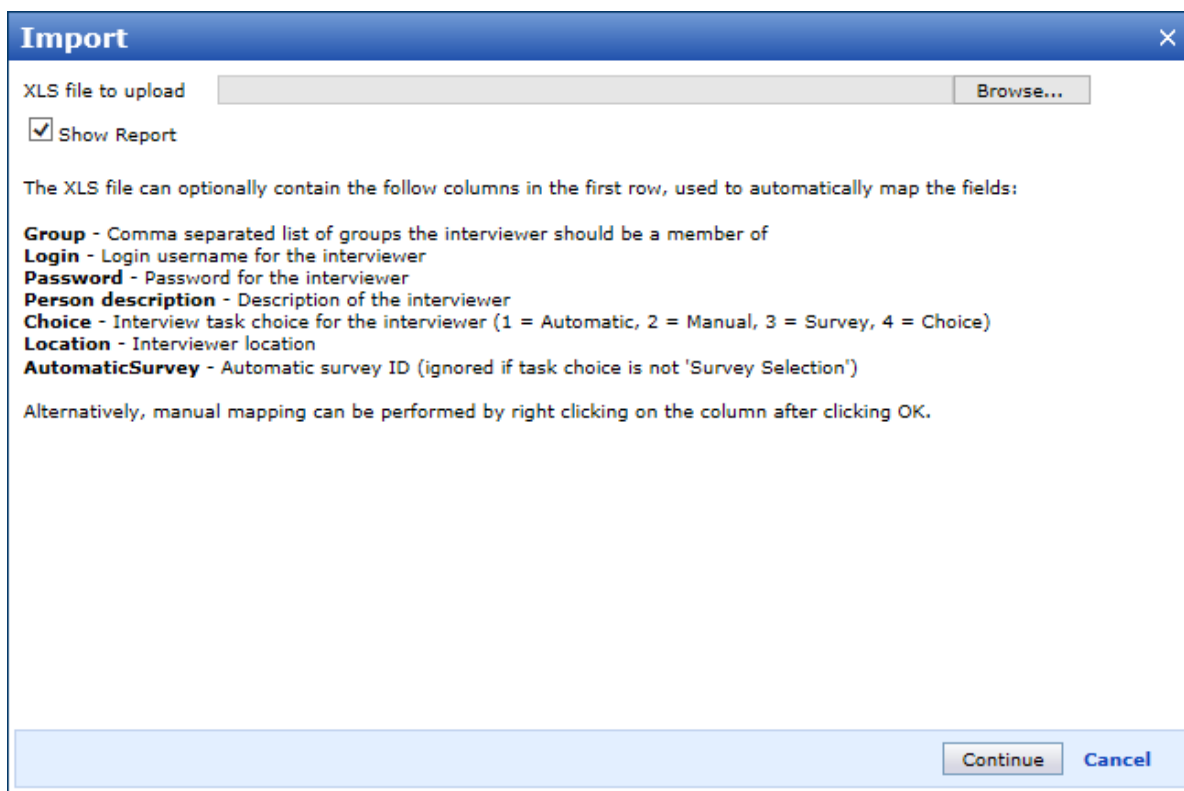 Import
XLS file to upload Browse...
Show Report
The XLS file can optionally contain the follow columns in the first row, used to automatically map the fields:
Group - Comma separated list of groups the interviewer should be a member of
Login - Login username for the interviewer
Password - Password for the interviewer
Person description - Description of the interviewer
Choice - Interview task choice for the interviewer (1 = Automatic, 2 = Manual, 3 = Survey, 4 = Choice)
Location - Interviewer location
AutomaticSurvey - Automatic survey ID (ignored if task choice is not 'Survey Selection')
Alternatively, manual mapping can be performed by right clicking on the column after clicking OK.
Continue Cancel